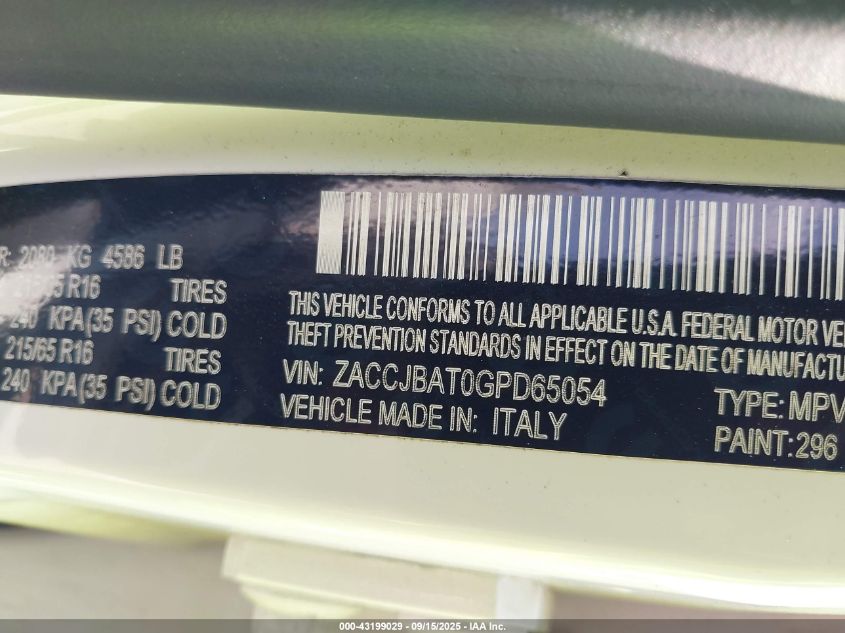 R: 2080 KG 4586 LB
R16 TIRES
240 KPA(35 PSI) COLD
215/65 R16 TIRES
240 KPA(35 PSI) COLD
THIS VEHICLE CONFORMS TO ALL APPLICABLE U.S.A. FEDERAL MOTOR VE
THEFT PREVENTION STANDARDS IN EFFECT ON THE DATE OF MANUFACTU
VIN: ZACCJBAT0GPD65054 TYPE: MPV
VEHICLE MADE IN: ITALY PAINT: 296
000-43199029 - 09/15/2025 - IAA Inc.